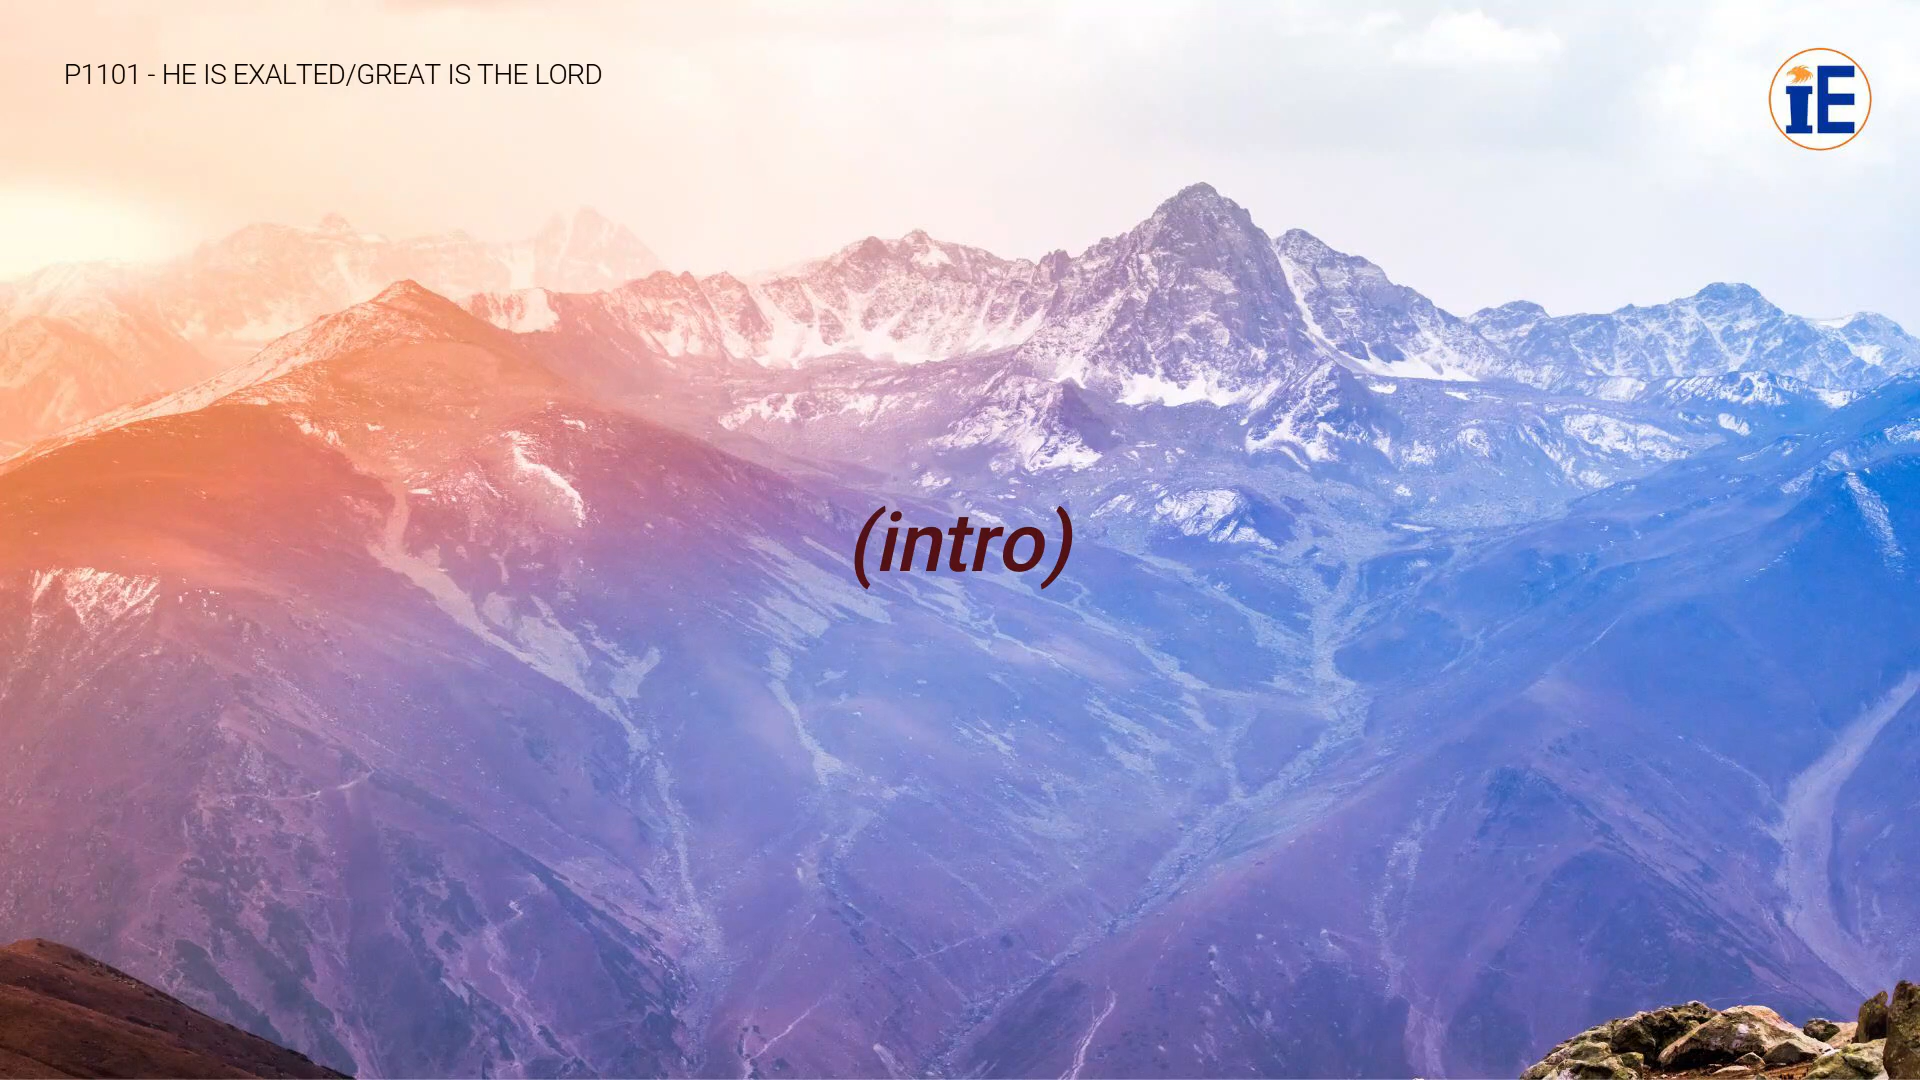 P1101 - HE IS EXALTED/GREAT IS THE LORD
iE
(intro)